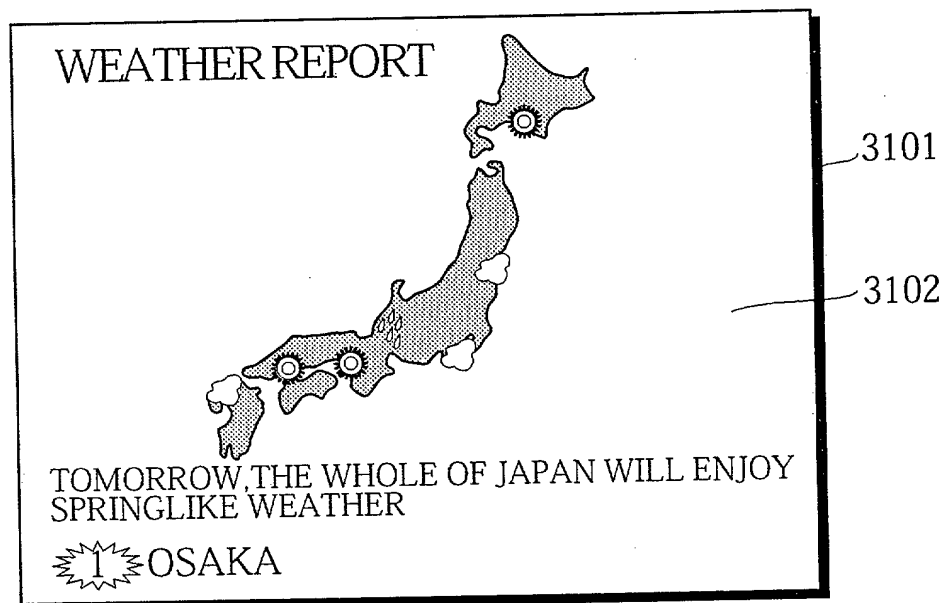 WEATHER REPORT
3101
3102
TOMORROW,THE WHOLE OF JAPAN WILL ENJOY
SPRINGLIKE WEATHER
1 OSAKA